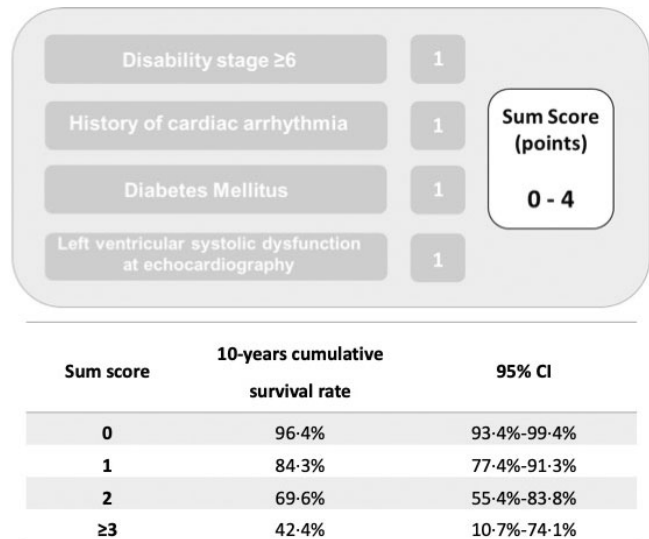 Disability stage ≥6 1
History of cardiac arrhythmia 1
Diabetes Mellitus 1
Left ventricular systolic dysfunction
at echocardiography 1
Sum Score
(points)
0 - 4
Sum score 10-years cumulative
survival rate 95% CI
0 96·4% 93·4%-99·4%
1 84·3% 77·4%-91·3%
2 69·6% 55·4%-83·8%
≥3 42·4% 10·7%-74·1%